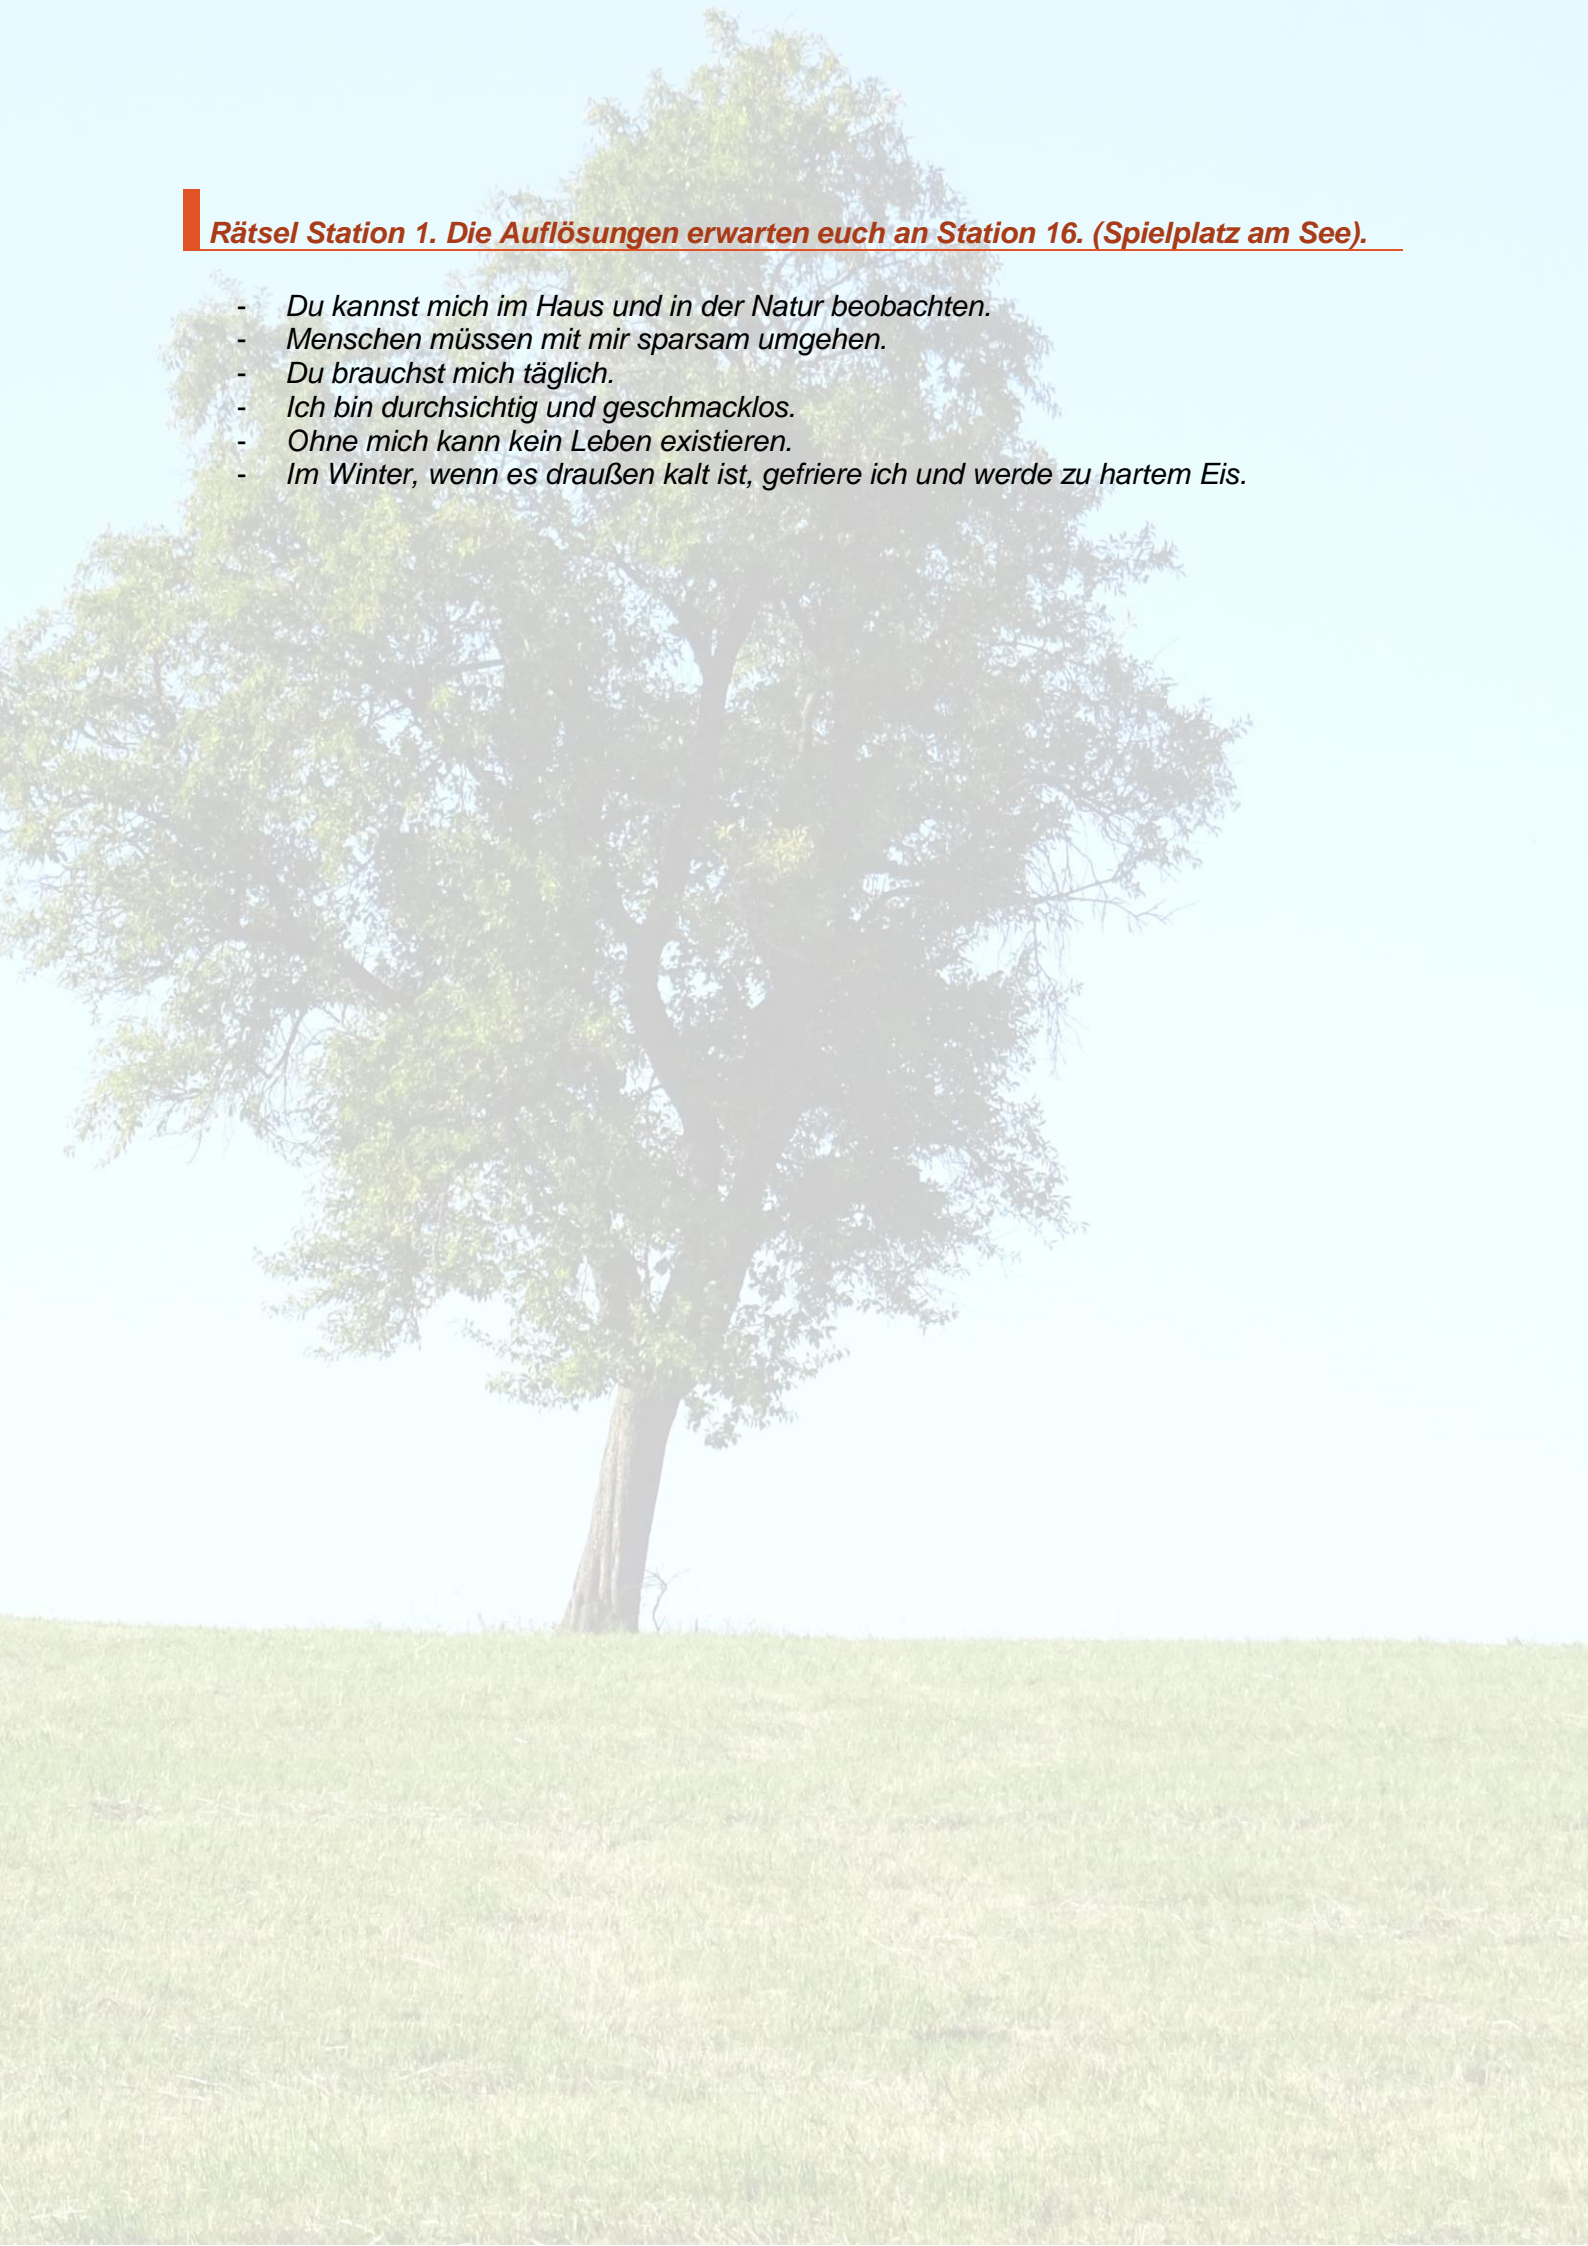 Rätsel Station 1. Die Auflösungen erwarten euch an Station 16. (Spielplatz am See).
- Du kannst mich im Haus und in der Natur beobachten.
- Menschen müssen mit mir sparsam umgehen.
- Du brauchst mich täglich.
- Ich bin durchsichtig und geschmacklos.
- Ohne mich kann kein Leben existieren.
- Im Winter, wenn es draußen kalt ist, gefriere ich und werde zu hartem Eis.